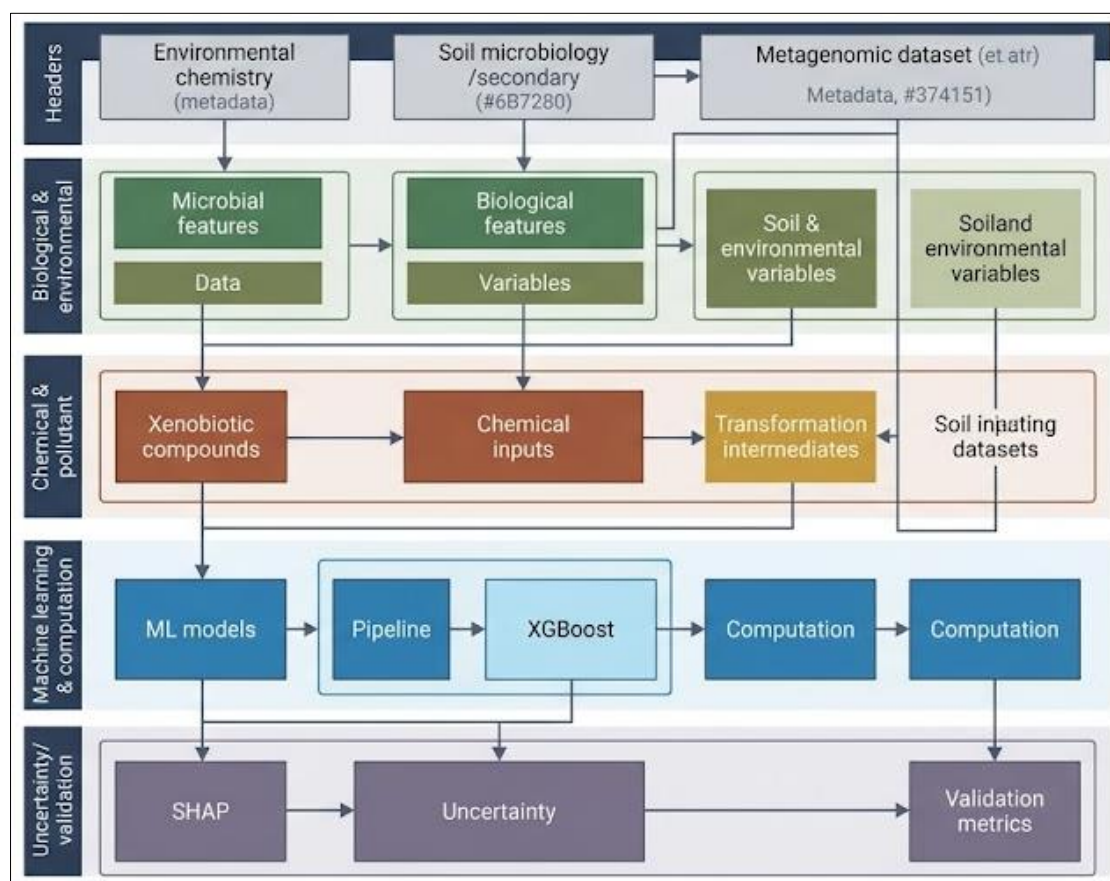 Headers
Environmental
chemistry
(metadata)
Soil microbiology
/secondary
(#6B7280)
Metagenomic dataset (et atr)
Metadata, #374151)
Biological &
environmental
Microbial
features
Data
Biological
features
Variables
Soil &
environmental
variables
Soiland
environmental
variables
Chemical &
pollutant
Xenobiotic
compounds
Chemical
inputs
Transformation
intermediates
Soil
datasets
Machine learning
& computation
ML models
Pipeline
XGBoost
Computation
Computation
Uncertainty/
validation
SHAP
Uncertainty
Validation
metrics